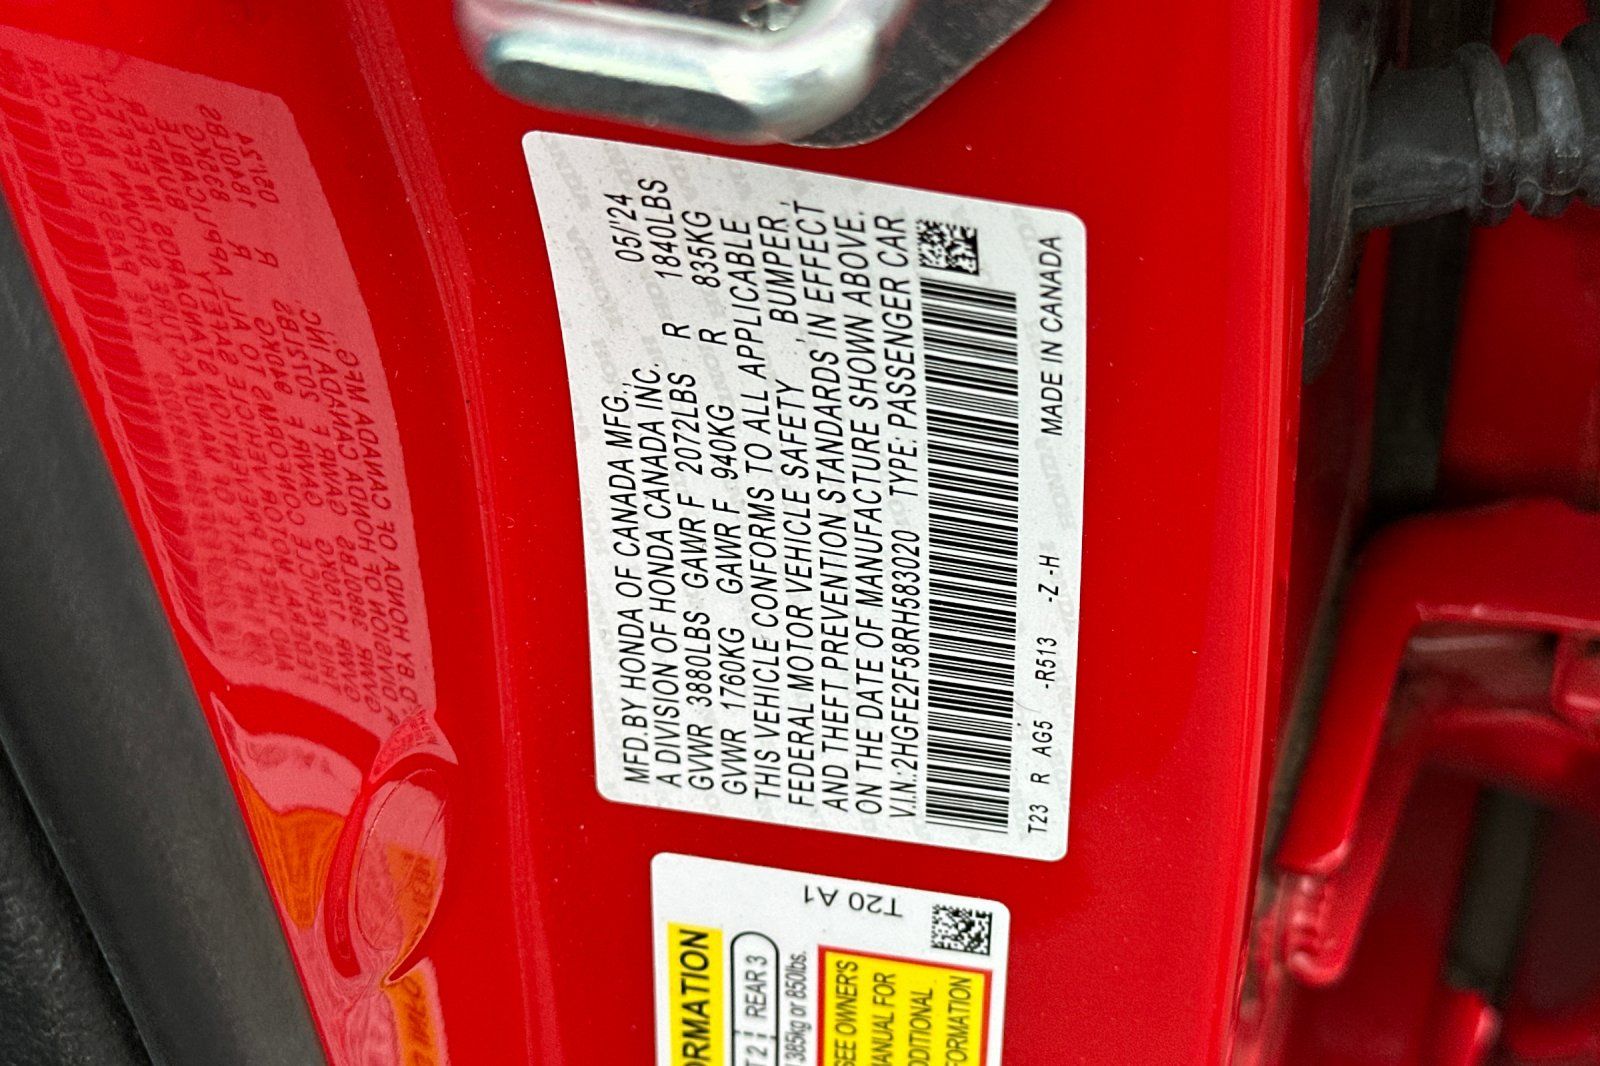 MFD.BY HONDA OF CANADA MFG., 05/'24
A DIVISION OF HONDA CANADA INC.
GVWR 3880LBS GAWR F 2072LBS R 1840LBS
GVWR 1760KG GAWR F 940KG R 835KG
THIS VEHICLE CONFORMS TO ALL APPLICABLE
FEDERAL MOTOR VEHICLE SAFETY , BUMPER,
AND THEFT PREVENTION STANDARDS IN EFFECT
ON THE DATE OF MANUFACTURE SHOWN ABOVE.
V.I.N.:2HGFE2F58RH583020 TYPE: PASSENGER CAR
T23 R AG5 -R513 -Z -H MADE IN CANADA
T20 A1
ORMATION
T 2 REAR 3
385kg or 850lbs.
SEE OWNER'S
MANUAL FOR
ADDITIONAL
FORMATION